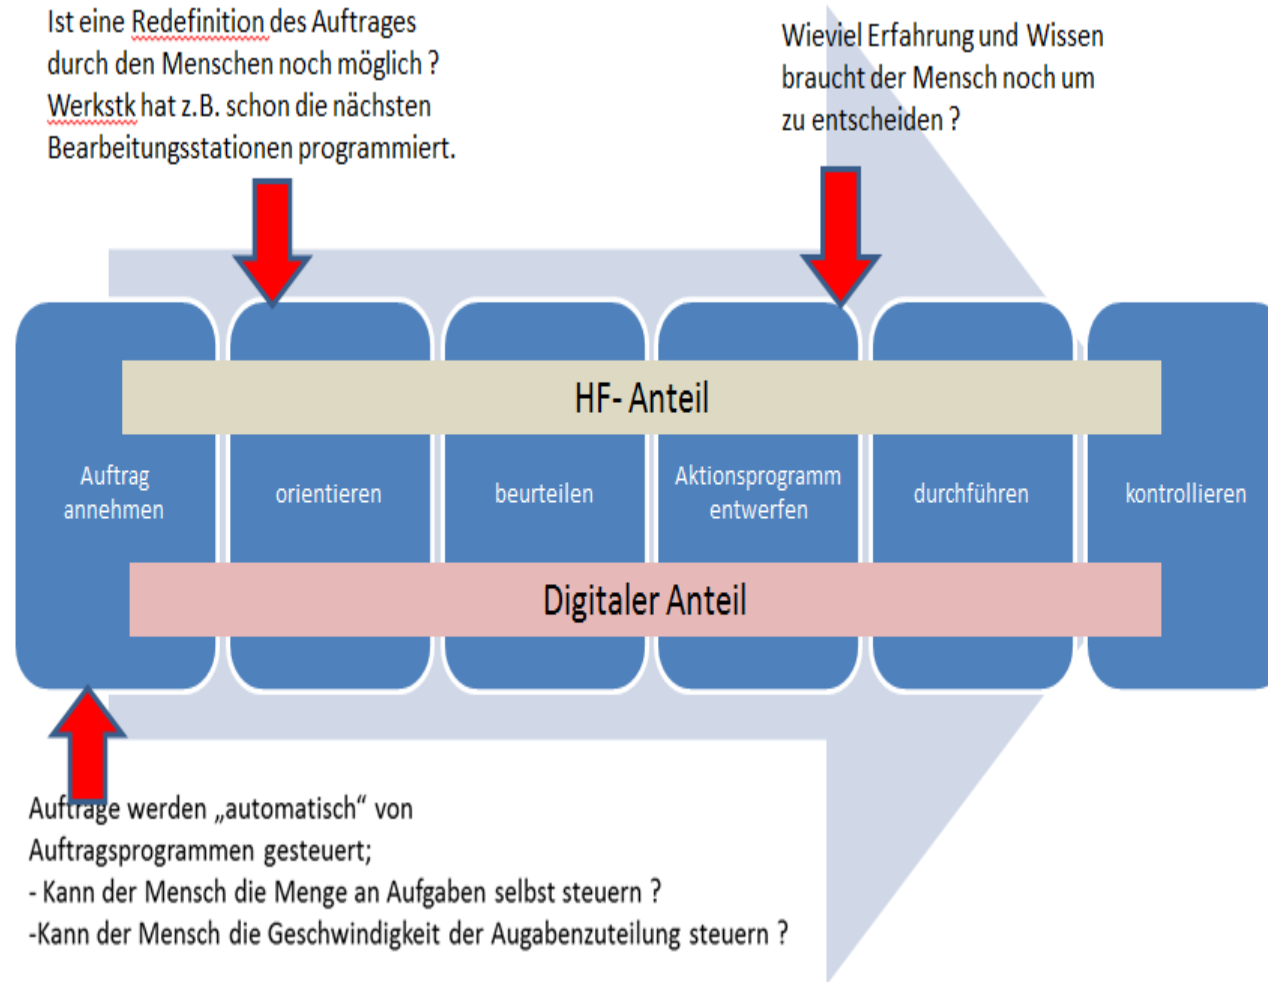 Ist eine Redefinition des Auftrages
durch den Menschen noch möglich ?
Werkstk hat z.B. schon die nächsten
Bearbeitungsstationen programmiert.
Wieviel Erfahrung und Wissen
braucht der Mensch noch um
zu entscheiden ?
HF- Anteil
Auftrag
annehmen
orientieren
beurteilen
Aktionsprogramm
entwerfen
durchführen
kontrollieren
Digitaler Anteil
Aufträge werden „automatisch“ von
Auftragsprogrammen gesteuert;
- Kann der Mensch die Menge an Aufgaben selbst steuern ?
-Kann der Mensch die Geschwindigkeit der Augabenzuteilung steuern ?